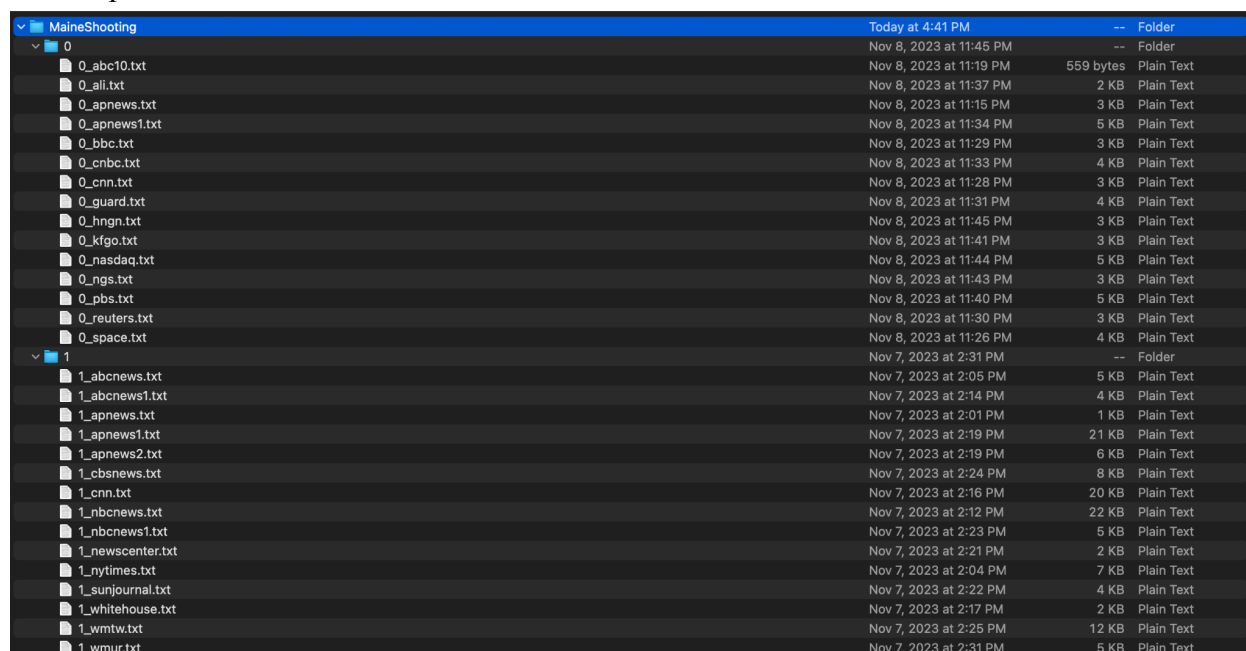 MaineShooting Today at 4:41 PM -- Folder
0 Nov 8, 2023 at 11:45 PM -- Folder
0_abc10.txt Nov 8, 2023 at 11:19 PM 559 bytes Plain Text
0_ali.txt Nov 8, 2023 at 11:37 PM 2 KB Plain Text
0_apnews.txt Nov 8, 2023 at 11:15 PM 3 KB Plain Text
0_apnews1.txt Nov 8, 2023 at 11:34 PM 5 KB Plain Text
0_bbc.txt Nov 8, 2023 at 11:29 PM 3 KB Plain Text
0_cnbc.txt Nov 8, 2023 at 11:33 PM 4 KB Plain Text
0_cnn.txt Nov 8, 2023 at 11:28 PM 3 KB Plain Text
0_guard.txt Nov 8, 2023 at 11:31 PM 4 KB Plain Text
0_hngn.txt Nov 8, 2023 at 11:45 PM 3 KB Plain Text
0_kfgo.txt Nov 8, 2023 at 11:41 PM 3 KB Plain Text
0_nasdaq.txt Nov 8, 2023 at 11:44 PM 5 KB Plain Text
0_ngs.txt Nov 8, 2023 at 11:43 PM 3 KB Plain Text
0_pbs.txt Nov 8, 2023 at 11:40 PM 5 KB Plain Text
0_reuters.txt Nov 8, 2023 at 11:30 PM 3 KB Plain Text
0_space.txt Nov 8, 2023 at 11:26 PM 4 KB Plain Text
1 Nov 7, 2023 at 2:31 PM -- Folder
1_abcnews.txt Nov 7, 2023 at 2:05 PM 5 KB Plain Text
1_abcnews1.txt Nov 7, 2023 at 2:14 PM 4 KB Plain Text
1_apnews.txt Nov 7, 2023 at 2:01 PM 1 KB Plain Text
1_apnews1.txt Nov 7, 2023 at 2:19 PM 21 KB Plain Text
1_apnews2.txt Nov 7, 2023 at 2:19 PM 6 KB Plain Text
1_cbsnews.txt Nov 7, 2023 at 2:24 PM 8 KB Plain Text
1_cnn.txt Nov 7, 2023 at 2:16 PM 20 KB Plain Text
1_nbcnews.txt Nov 7, 2023 at 2:12 PM 22 KB Plain Text
1_nbcnews1.txt Nov 7, 2023 at 2:23 PM 5 KB Plain Text
1_newscenter.txt Nov 7, 2023 at 2:21 PM 2 KB Plain Text
1_nytimes.txt Nov 7, 2023 at 2:04 PM 7 KB Plain Text
1_sunjournal.txt Nov 7, 2023 at 2:22 PM 4 KB Plain Text
1_whitehouse.txt Nov 7, 2023 at 2:17 PM 2 KB Plain Text
1_wmtw.txt Nov 7, 2023 at 2:25 PM 12 KB Plain Text
1_wmur.txt Nov 7, 2023 at 2:31 PM 5 KB Plain Text